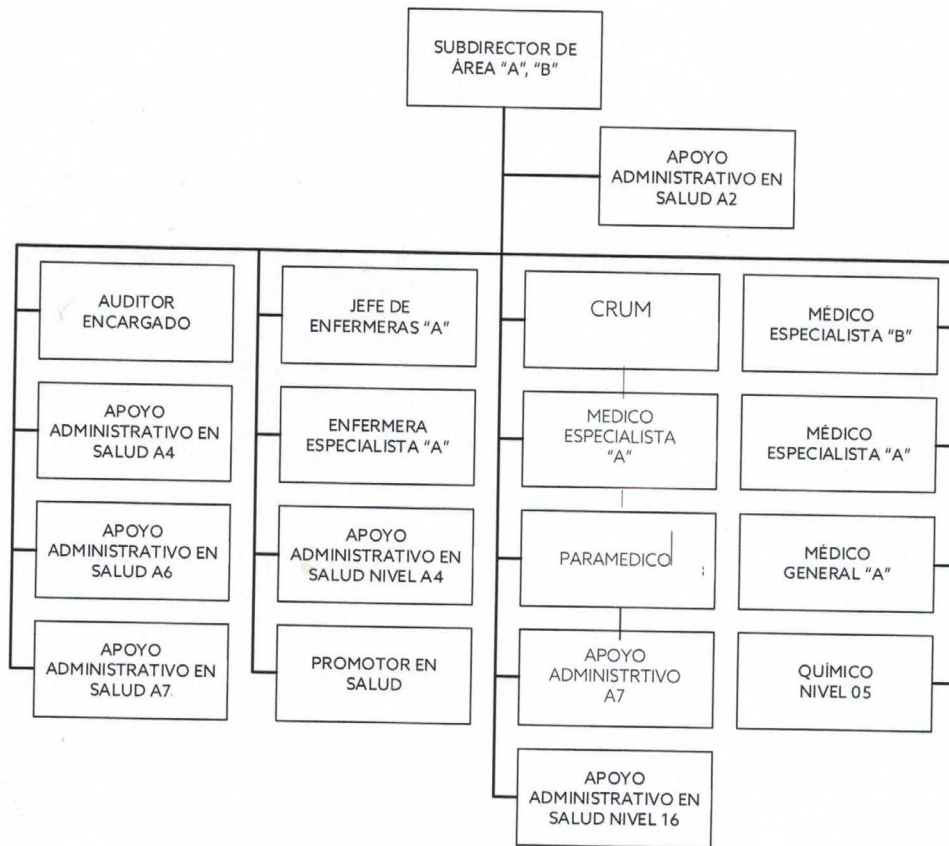 SUBDIRECTOR DE
ÁREA "A", "B"
APOYO
ADMINISTRATIVO EN
SALUD A2
AUDITOR
ENCARGADO
APOYO
ADMINISTRATIVO EN
SALUD A4
APOYO
ADMINISTRATIVO EN
SALUD A6
APOYO
ADMINISTRATIVO EN
SALUD A7
JEFE DE
ENFERMERAS "A"
ENFERMERA
ESPECIALISTA "A"
APOYO
ADMINISTRATIVO EN
SALUD NIVEL A4
PROMOTOR EN
SALUD
CRUM
MEDICO
ESPECIALISTA
"A"
PARAMEDICO
APOYO
ADMINISTRTIVO
A7
APOYO
ADMINISTRATIVO EN
SALUD NIVEL 16
MÉDICO
ESPECIALISTA "B"
MÉDICO
ESPECIALISTA "A"
MÉDICO
GENERAL "A"
QUÍMICO
NIVEL 05